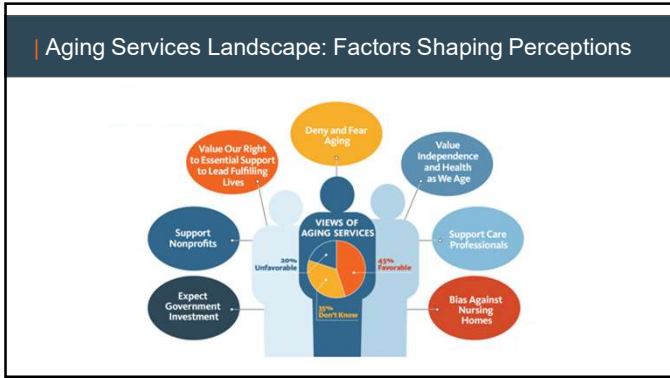 | Aging Services Landscape: Factors Shaping Perceptions
Deny and Fear
Aging
Value Our Right
to Essential Support
to Lead Fulfilling
Lives
Value
Independence
and Health
as We Age
Support
Nonprofits
VIEWS OF
AGING SERVICES
Support Care
Professionals
20%
Unfavorable
45%
Favorable
35%
Don't Know
Expect
Government
Investment
Bias Against
Nursing
Homes